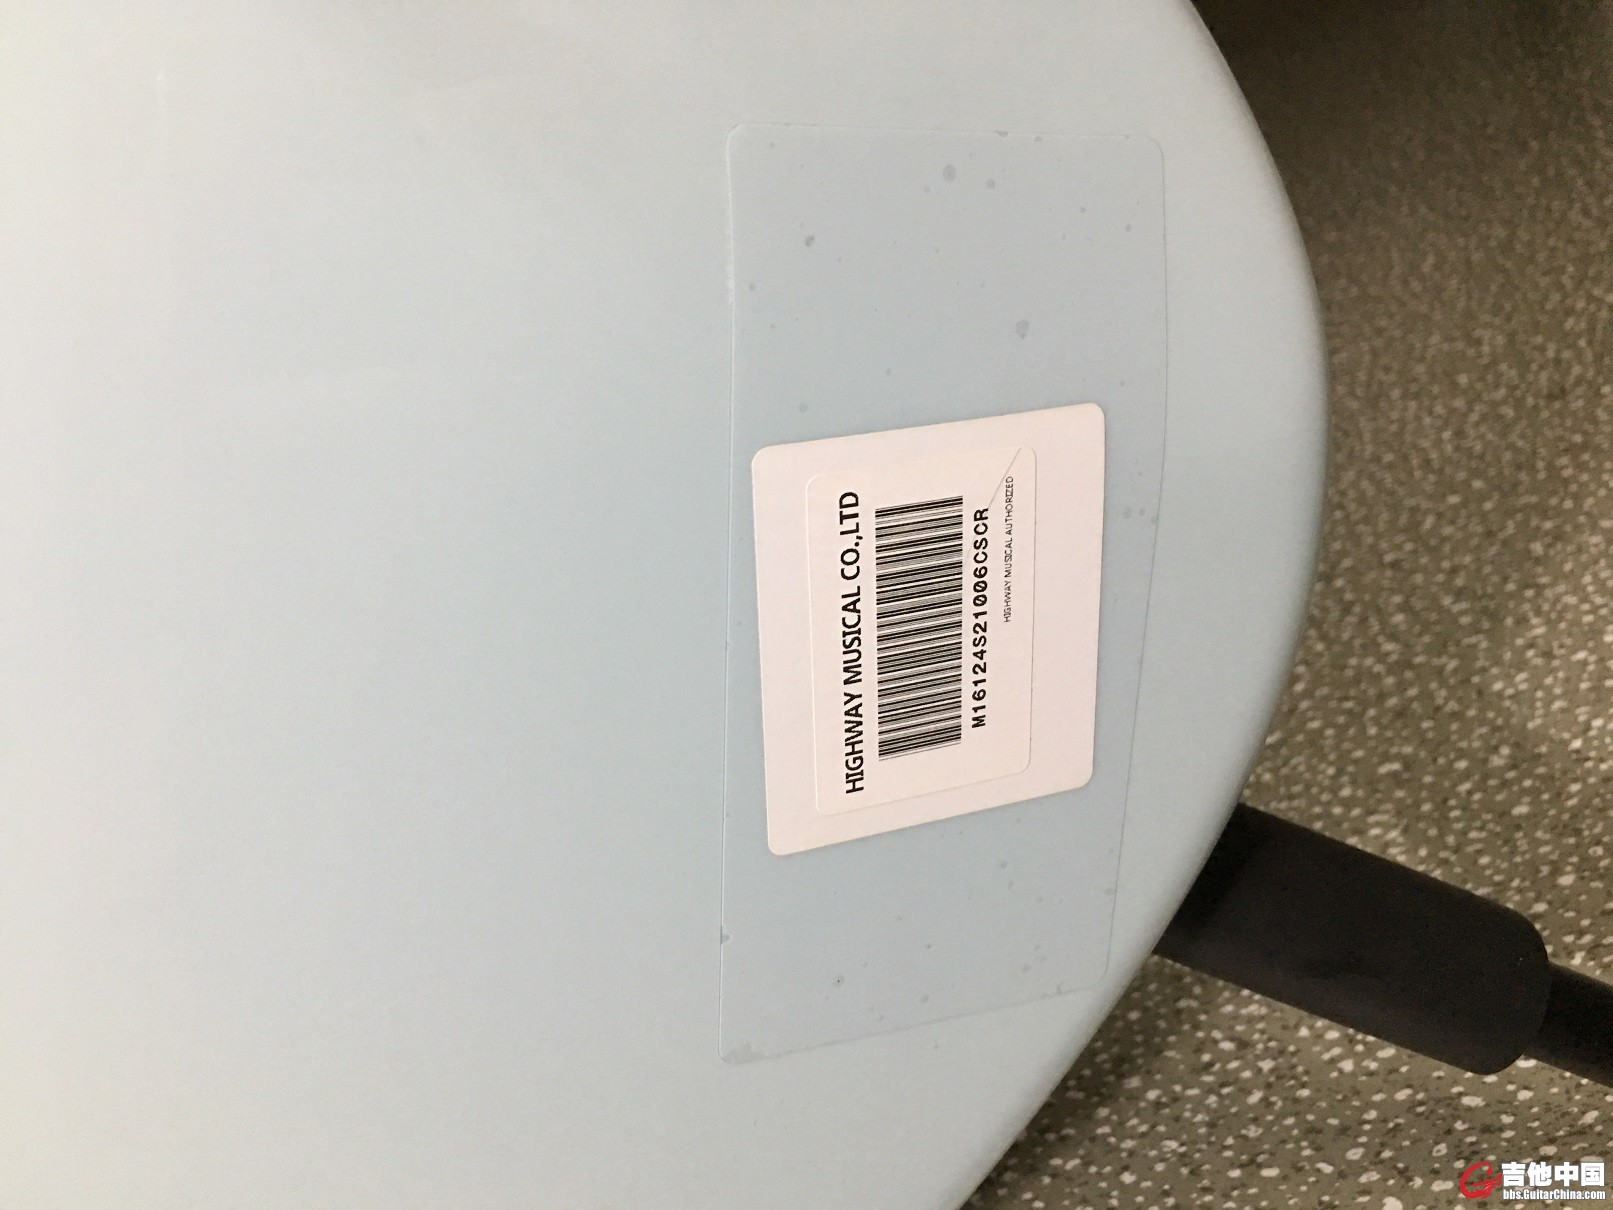 HIGHWAY MUSICAL CO.,LTD
M16124S21006CSCR
HIGHWAY MUSICAL AUTHORIZED
吉他中国
bbs.GuitarChina.com